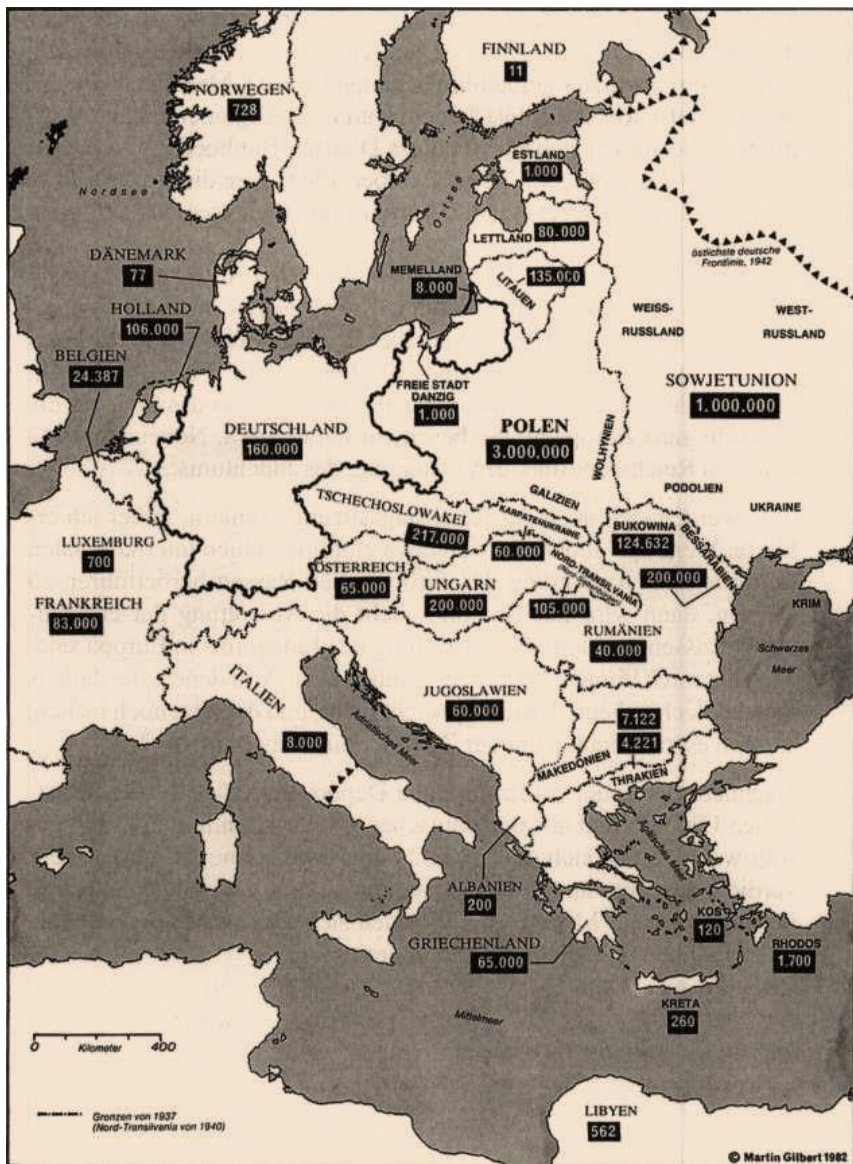 FINNLAND
11
NORWEGEN
728
ESTLAND
1.000
Nordsee
Ostsee
LETTLAND
80.000
östlichste deutsche
Frontlinie, 1942
DÄNEMARK
77
MEMELLAND
8.000
LITAUEN
135.000
HOLLAND
106.000
WEISS-
RUSSLAND
WEST-
RUSSLAND
BELGIEN
24.387
FREIE STADT
DANZIG
1.000
SOWJETUNION
1.000.000
DEUTSCHLAND
160.000
POLEN
3.000.000
WOLHYNIEN
PODOLIEN
UKRAINE
TSCHECHOSLOWAKEI
217.000
GALIZIEN
KARPATENUKRAINE
60.000
BUKOWINA
124.632
BESSARABIEN
200.000
LUXEMBURG
700
ÖSTERREICH
65.000
UNGARN
200.000
NORD-TRANSILVANIA
105.000
FRANKREICH
83.000
KRIM
RUMÄNIEN
40.000
Schwarzes
Meer
ITALIEN
8.000
JUGOSLAWIEN
60.000
Adriatisches Meer
7.122
4.221
MAKEDONIEN
THRAKIEN
Ägäisches Meer
ALBANIEN
200
KOS
120
GRIECHENLAND
65.000
RHODOS
1.700
KRETA
260
Mittelmeer
0 400
Kilometer
Grenzen von 1937
(Nord-Transilvania von 1940)
LIBYEN
562
© Martin Gilbert 1982